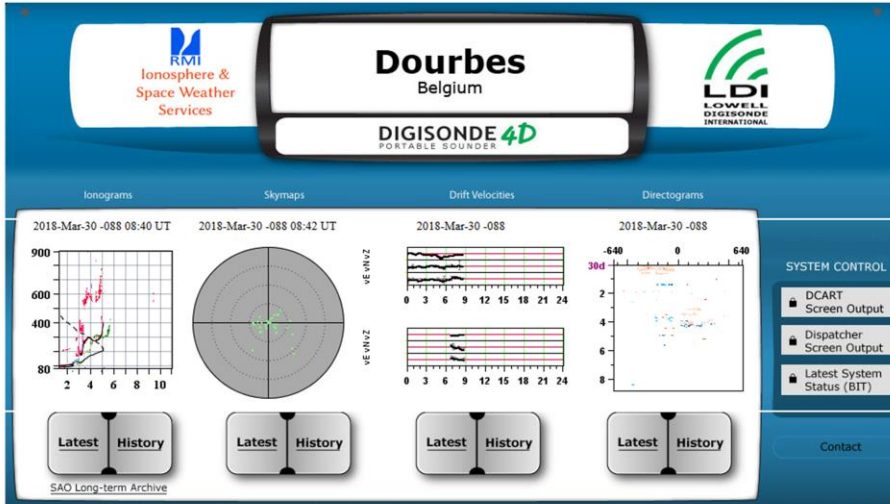 RMI
Ionosphere &
Space Weather
Services
Dourbes
Belgium
DIGISONDE 4D
PORTABLE SOUNDER
LDI
LOWELL
DIGISONDE
INTERNATIONAL
Ionograms
Skymaps
Drift Velocities
Directograms
2018-Mar-30 -088 08:40 UT
2018-Mar-30 -088 08:42 UT
2018-Mar-30 -088
2018-Mar-30 -088
900
600
400
80
2 4 6 8 10
vE vN vZ
0 3 6 9 12 15 18 21 24
vE vN vZ
0 3 6 9 12 15 18 21 24
-640 0 640
30d
2
4
6
8
SYSTEM CONTROL
DCART
Screen Output
Dispatcher
Screen Output
Latest System
Status (BIT)
Contact
Latest History
Latest History
Latest History
Latest History
SAO Long-term Archive